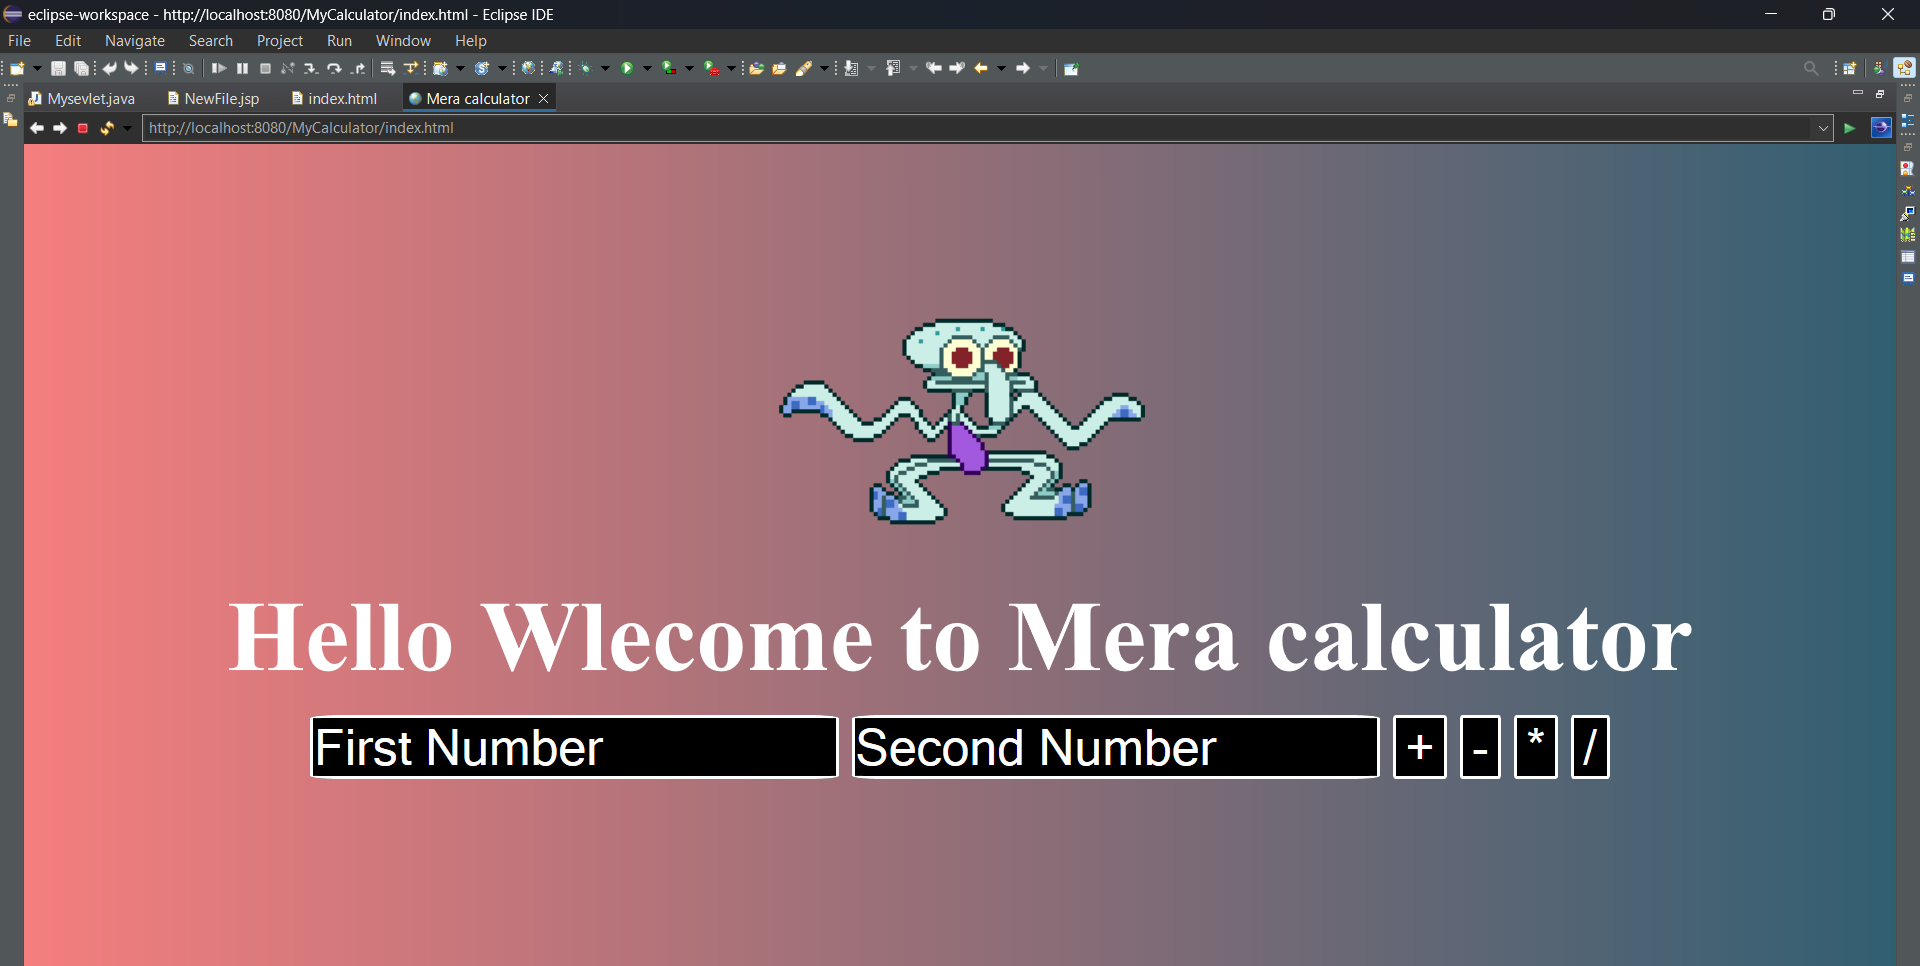 eclipse-workspace - http://localhost:8080/MyCalculator/index.html - Eclipse IDE
File Edit Navigate Search Project Run Window Help
Mysevlet.java NewFile.jsp index.html Mera calculator
http://localhost:8080/MyCalculator/index.html
Hello Wlecome to Mera calculator
First Number Second Number + - * /